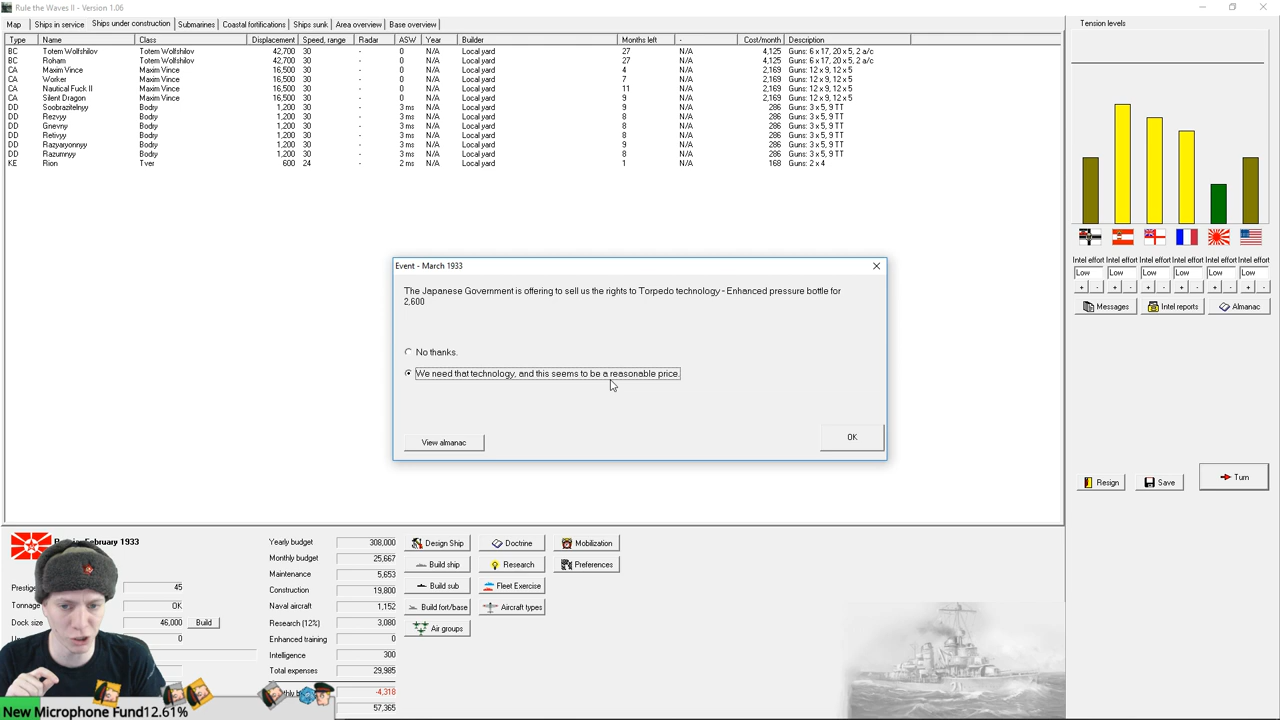 Rule the Waves II - Version 1.06
Map Ships in service Ships under construction Submarines Coastal fortifications Ships sunk Area overview Base overview
Type Name Class Displacement Speed, range Radar ASW Year Builder Months left - Cost/month Description
BC Totem Wolfshilov Totem Wolfshilov 42,700 30 - 0 N/A Local yard 27 N/A 4,125 Guns: 6 x 17, 20 x 5, 2 a/c
BC Roham Totem Wolfshilov 42,700 30 - 0 N/A Local yard 27 N/A 4,125 Guns: 6 x 17, 20 x 5, 2 a/c
CA Maxim Vince Maxim Vince 16,500 30 - 0 N/A Local yard 4 N/A 2,169 Guns: 12 x 9, 12 x 5
CA Worker Maxim Vince 16,500 30 - 0 N/A Local yard 7 N/A 2,169 Guns: 12 x 9, 12 x 5
CA Nautical Fuck II Maxim Vince 16,500 30 - 0 N/A Local yard 11 N/A 2,169 Guns: 12 x 9, 12 x 5
CA Silent Dragon Maxim Vince 16,500 30 - 0 N/A Local yard 9 N/A 2,169 Guns: 12 x 9, 12 x 5
DD Soobrazitelnyy Bodry 1,200 30 - 3 ms N/A Local yard 9 N/A 286 Guns: 3 x 5, 9 TT
DD Rezvyy Bodry 1,200 30 - 3 ms N/A Local yard 8 N/A 286 Guns: 3 x 5, 9 TT
DD Gnevny Bodry 1,200 30 - 3 ms N/A Local yard 8 N/A 286 Guns: 3 x 5, 9 TT
DD Retivyy Bodry 1,200 30 - 3 ms N/A Local yard 8 N/A 286 Guns: 3 x 5, 9 TT
DD Razyaryonnyy Bodry 1,200 30 - 3 ms N/A Local yard 9 N/A 286 Guns: 3 x 5, 9 TT
DD Razumnyy Bodry 1,200 30 - 3 ms N/A Local yard 8 N/A 286 Guns: 3 x 5, 9 TT
KE Rion Tver 600 24 - 2 ms N/A Local yard 1 N/A 168 Guns: 2 x 4
Tension levels
Intel effort Intel effort Intel effort Intel effort Intel effort Intel effort
Low Low Low Low Low Low
+ - + - + - + - + - + -
Messages Intel reports Almanac
Event - March 1933
The Japanese Government is offering to sell us the rights to Torpedo technology - Enhanced pressure bottle for
2,600
No thanks.
We need that technology, and this seems to be a reasonable price.
View almanac OK
Resign Save Turn
February 1933
Prestige 45
Tonnage OK
Dock size 46,000 Build
0
Yearly budget 308,000
Monthly budget 25,667
Maintenance 5,653
Construction 19,800
Naval aircraft 1,152
Research (12%) 3,080
Enhanced training 0
Intelligence 300
Total expenses 29,985
-4,318
57,365
Design Ship Doctrine Mobilization
Build ship Research Preferences
Build sub Fleet Exercise
Build fort/base Aircraft types
Air groups
New Microphone Fund12.61%